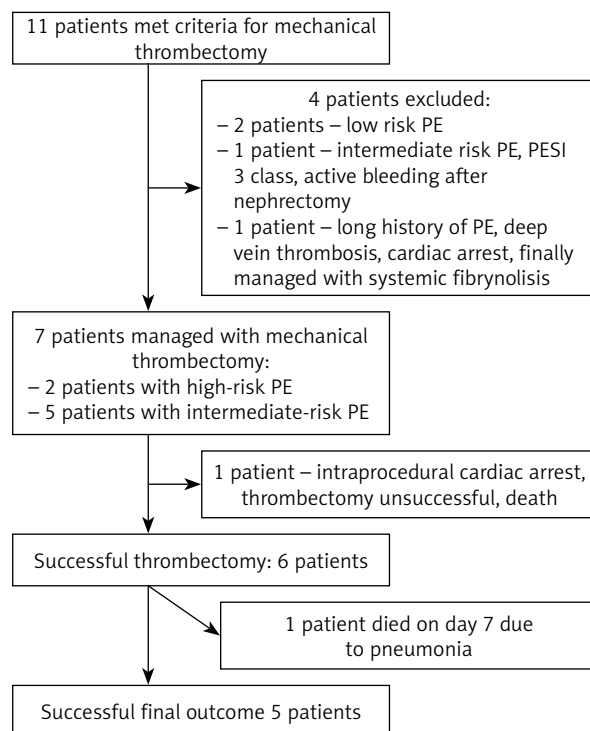 11 patients met criteria for mechanical
thrombectomy
4 patients excluded:
– 2 patients – low risk PE
– 1 patient – intermediate risk PE, PESI
3 class, active bleeding after
nephrectomy
– 1 patient – long history of PE, deep
vein thrombosis, cardiac arrest, finally
managed with systemic fibrynolisis
7 patients managed with mechanical
thrombectomy:
– 2 patients with high-risk PE
– 5 patients with intermediate-risk PE
1 patient – intraprocedural cardiac arrest,
thrombectomy unsuccessful, death
Successful thrombectomy: 6 patients
1 patient died on day 7 due
to pneumonia
Successful final outcome 5 patients